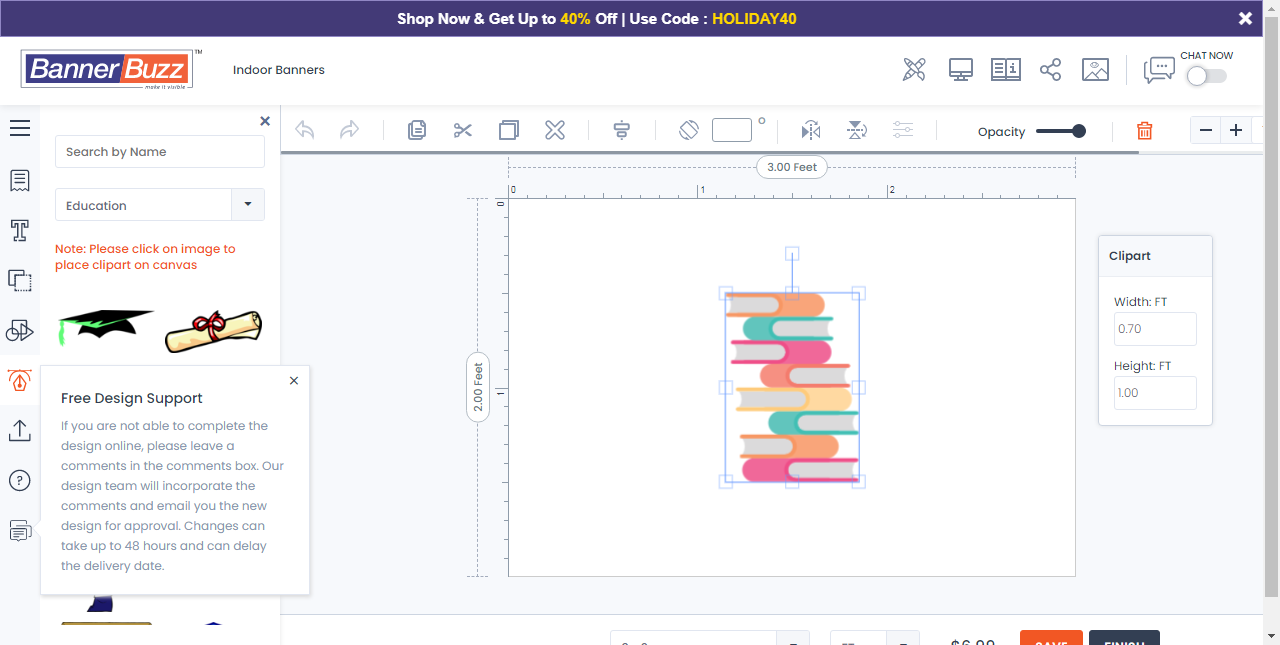 Shop Now & Get Up to 40% Off | Use Code : HOLIDAY40
BannerBuzz™
make it visible
Indoor Banners
CHAT NOW
Search by Name
Education
Note: Please click on image to
place clipart on canvas
Opacity
3.00 Feet
0 1 2
0
1
2.00 Feet
Clipart
Width: FT
0.70
Height: FT
1.00
Free Design Support
If you are not able to complete the
design online, please leave a
comments in the comments box. Our
design team will incorporate the
comments and email you the new
design for approval. Changes can
take up to 48 hours and can delay
the delivery date.
$6.99
SAVE
FINISH